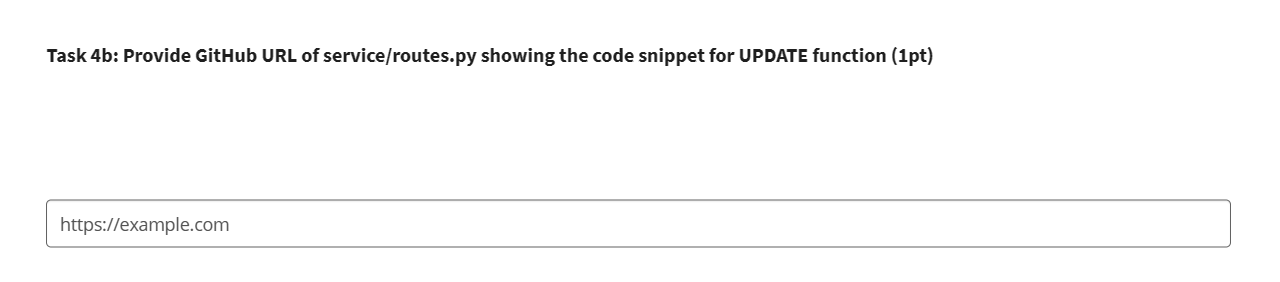 Task 4b: Provide GitHub URL of service/routes.py showing the code snippet for UPDATE function (1pt)
https://example.com